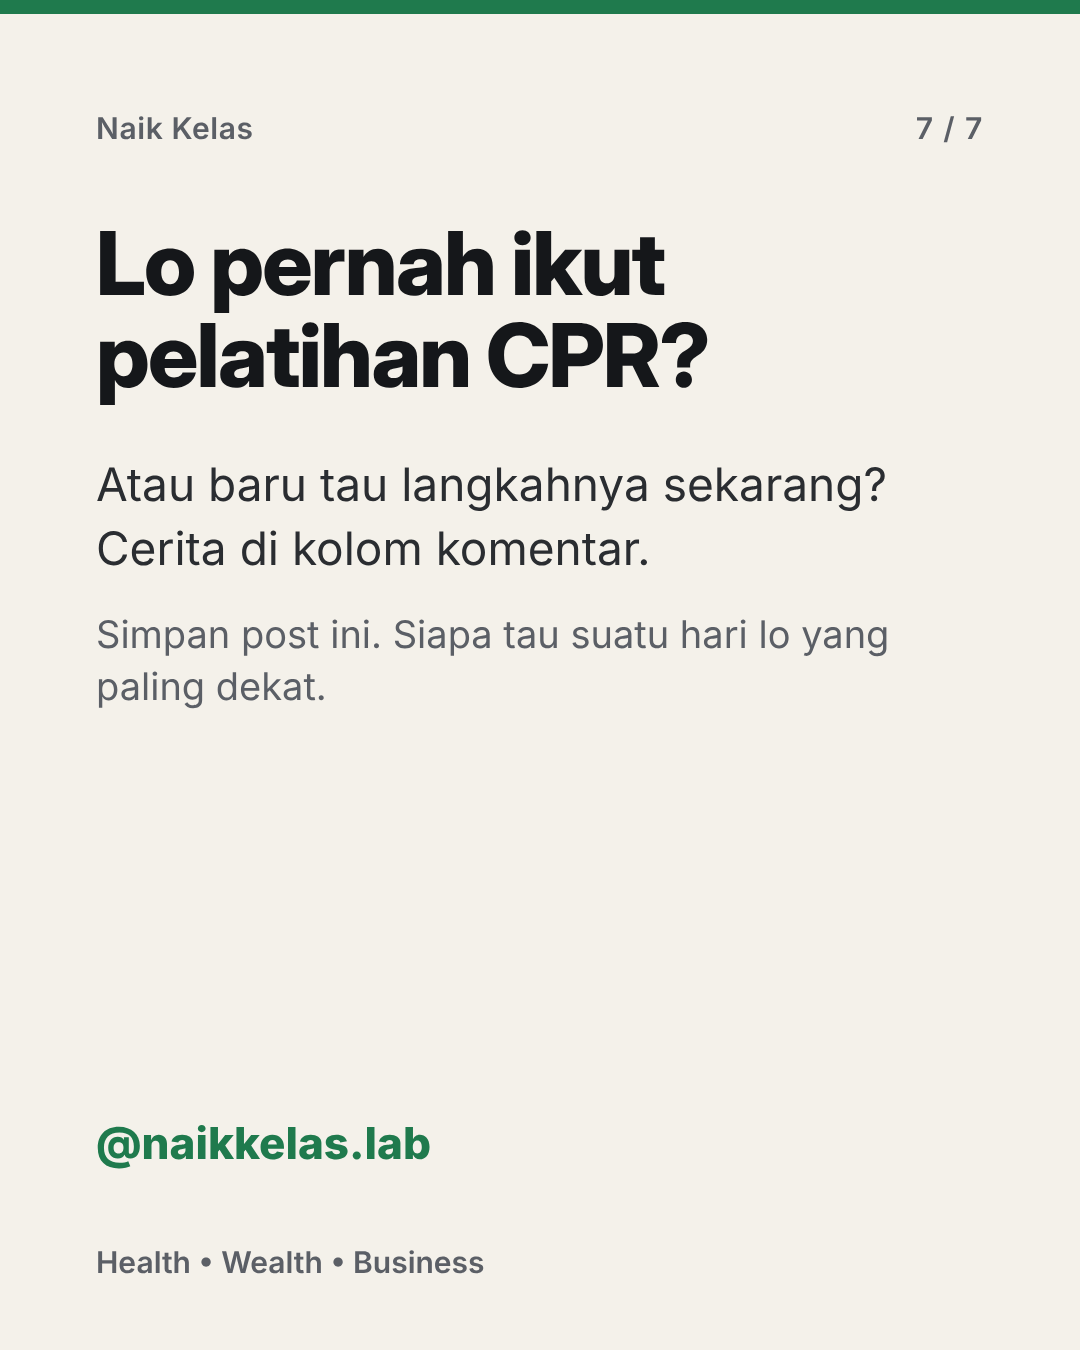 Naik Kelas
7 / 7
Lo pernah ikut
pelatihan CPR?
Atau baru tau langkahnya sekarang?
Cerita di kolom komentar.
Simpan post ini. Siapa tau suatu hari lo yang
paling dekat.
@naikkelas.lab
Health • Wealth • Business